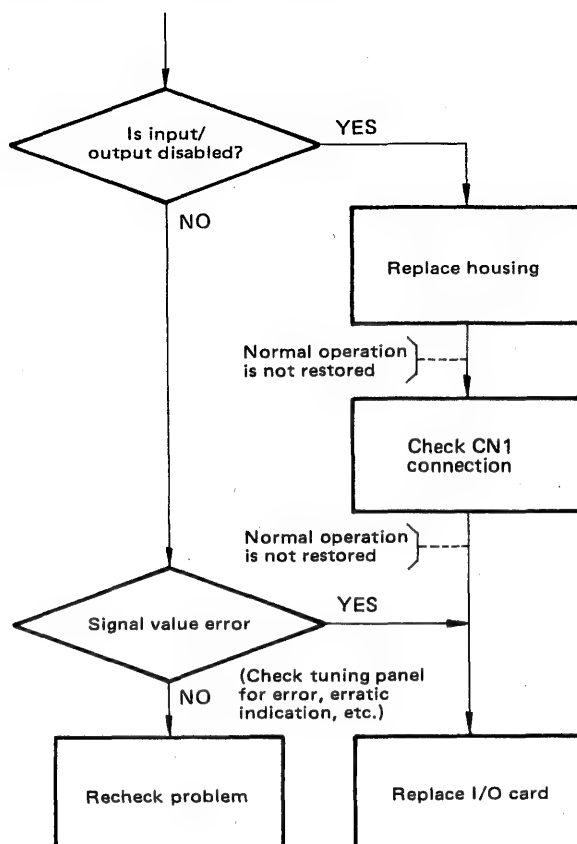 Is input/
output disabled?
YES
NO
Replace housing
Normal operation
is not restored
Check CN1
connection
Normal operation
is not restored
Signal value error
YES
(Check tuning panel
for error, erratic
indication, etc.)
NO
Recheck problem
Replace I/O card